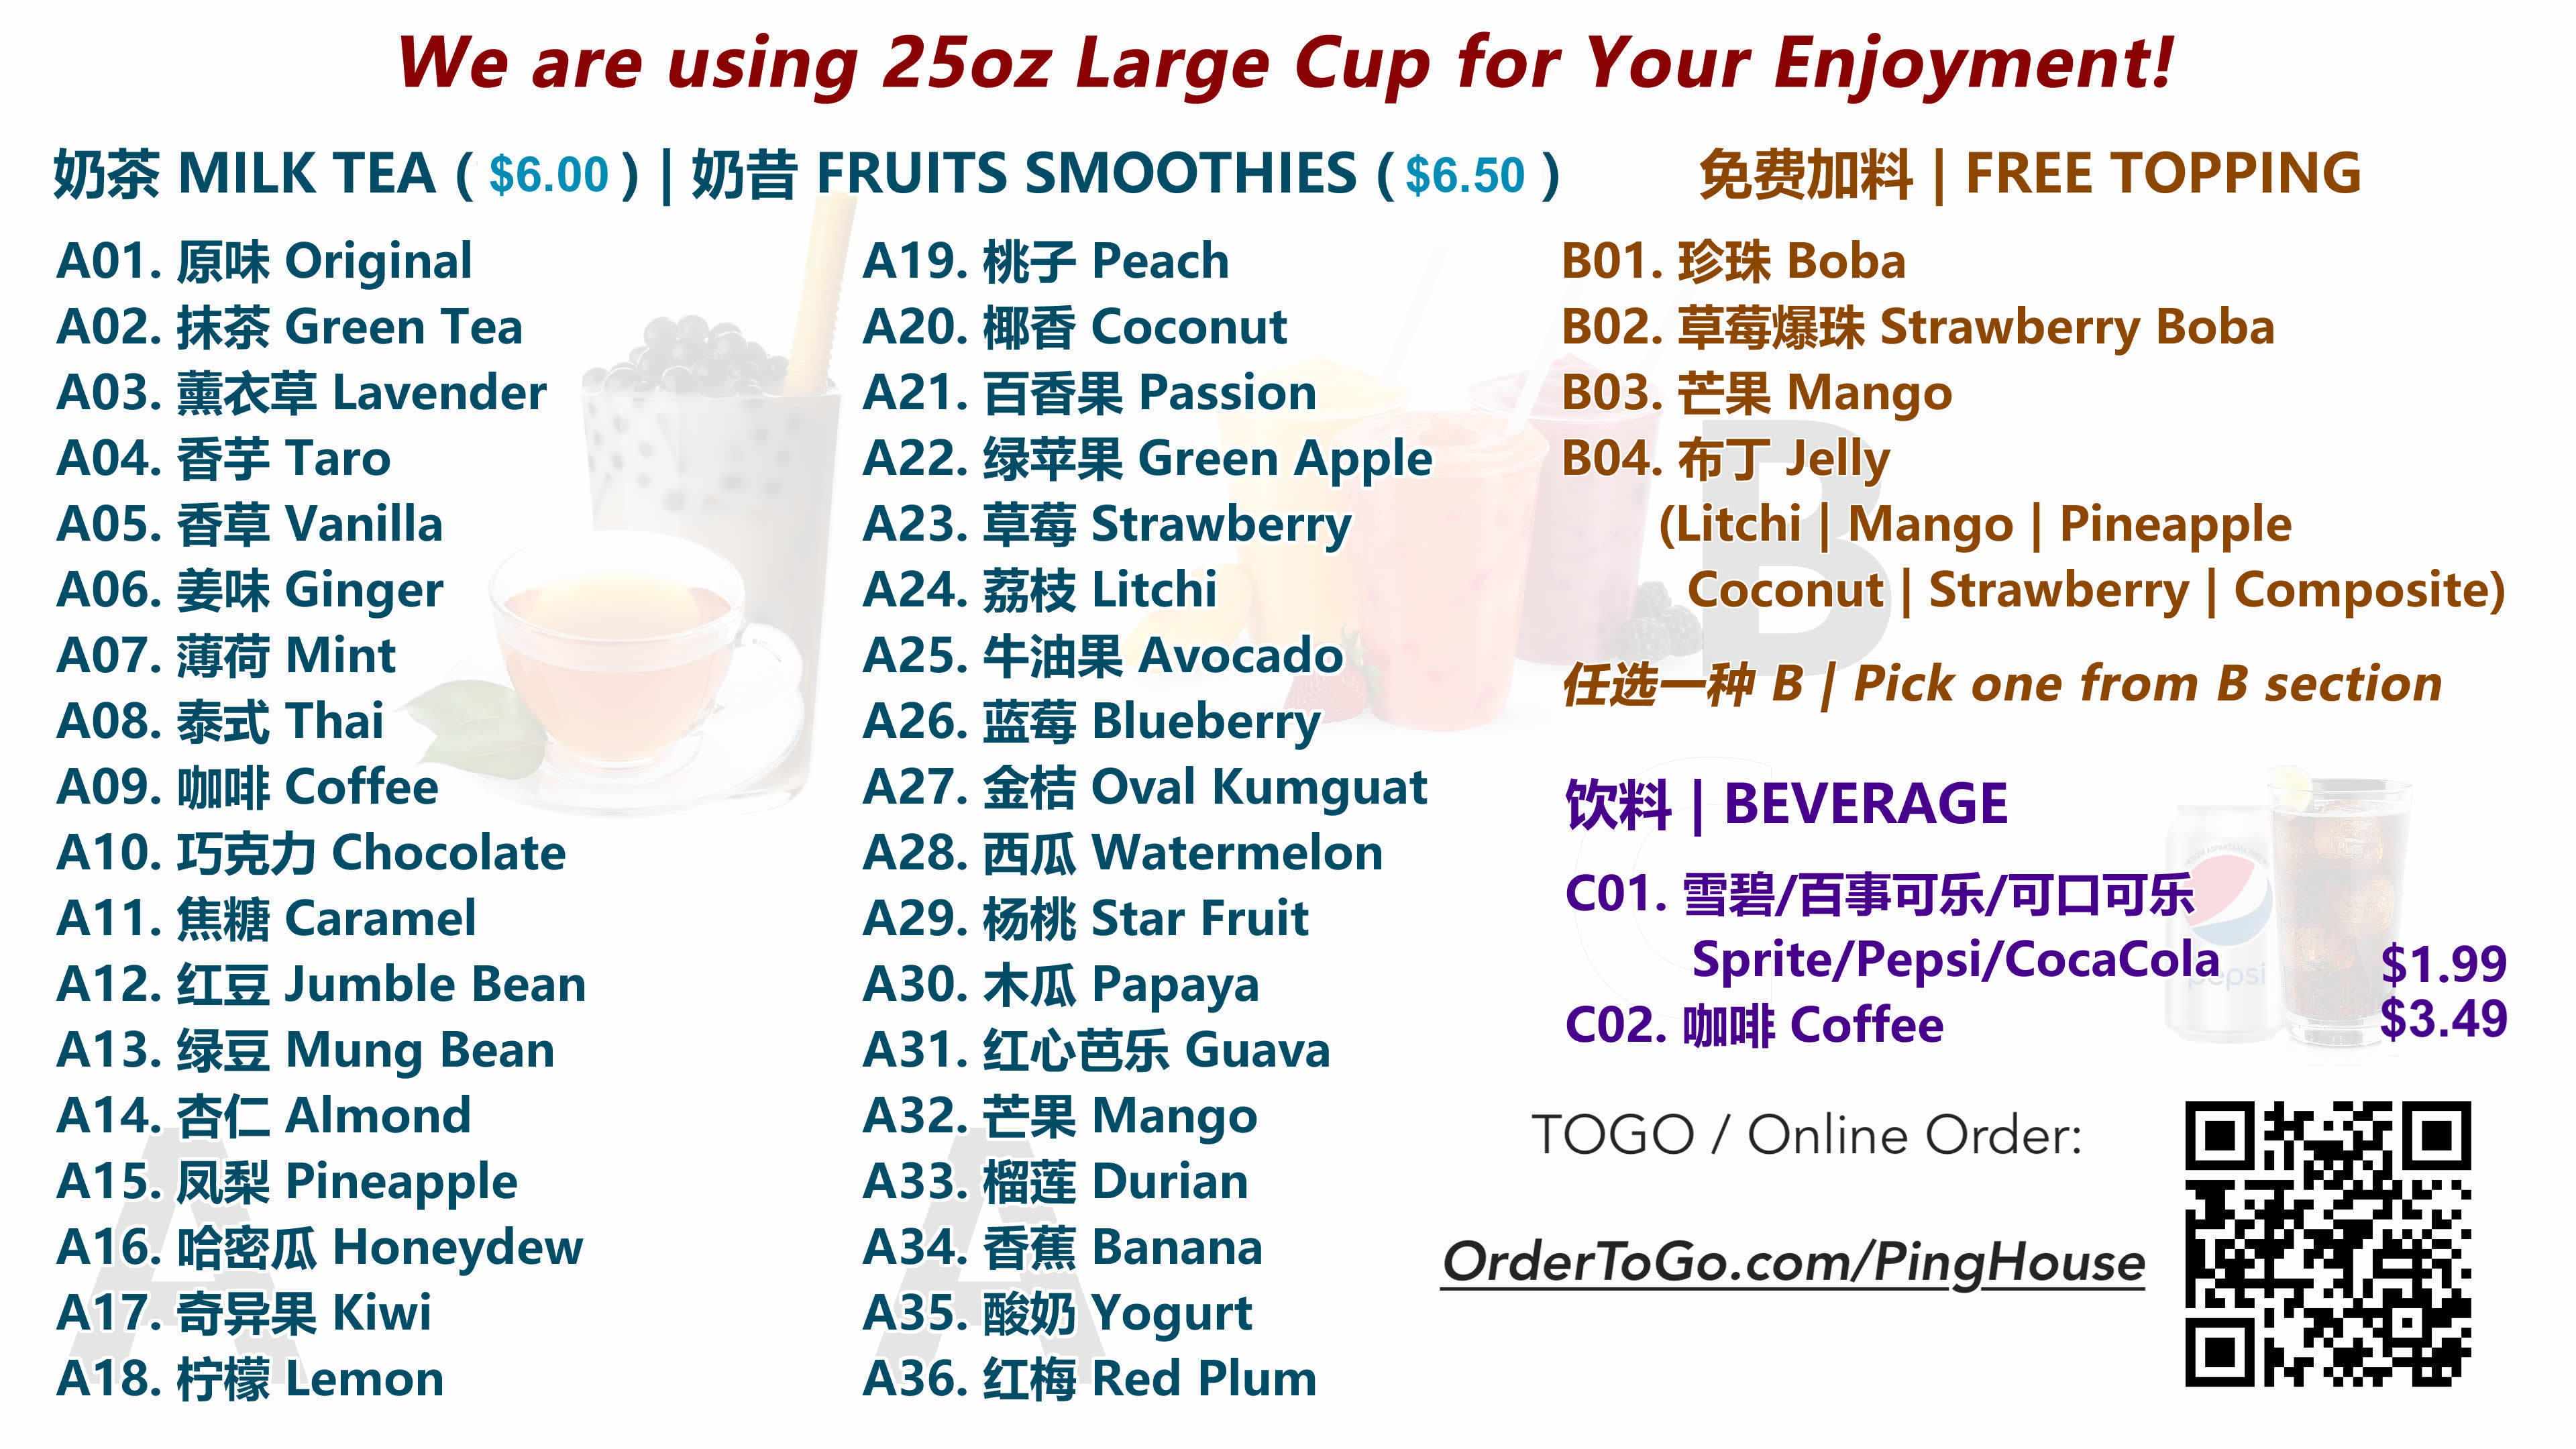 We are using 25oz Large Cup for Your Enjoyment!
奶茶 MILK TEA ( $6.00 ) | 奶昔 FRUITS SMOOTHIES ( $6.50 )
A01. 原味 Original
A02. 抹茶 Green Tea
A03. 薰衣草 Lavender
A04. 香芋 Taro
A05. 香草 Vanilla
A06. 姜味 Ginger
A07. 薄荷 Mint
A08. 泰式 Thai
A09. 咖啡 Coffee
A10. 巧克力 Chocolate
A11. 焦糖 Caramel
A12. 红豆 Jumble Bean
A13. 绿豆 Mung Bean
A14. 杏仁 Almond
A15. 凤梨 Pineapple
A16. 哈密瓜 Honeydew
A17. 奇异果 Kiwi
A18. 柠檬 Lemon
A19. 桃子 Peach
A20. 椰香 Coconut
A21. 百香果 Passion
A22. 绿苹果 Green Apple
A23. 草莓 Strawberry
A24. 荔枝 Litchi
A25. 牛油果 Avocado
A26. 蓝莓 Blueberry
A27. 金桔 Oval Kumguat
A28. 西瓜 Watermelon
A29. 杨桃 Star Fruit
A30. 木瓜 Papaya
A31. 红心芭乐 Guava
A32. 芒果 Mango
A33. 榴莲 Durian
A34. 香蕉 Banana
A35. 酸奶 Yogurt
A36. 红梅 Red Plum
免费加料 | FREE TOPPING
B01. 珍珠 Boba
B02. 草莓爆珠 Strawberry Boba
B03. 芒果 Mango
B04. 布丁 Jelly
(Litchi | Mango | Pineapple
Coconut | Strawberry | Composite)
任选一种 B | Pick one from B section
饮料 | BEVERAGE
C01. 雪碧/百事可乐/可口可乐
Sprite/Pepsi/CocaCola $1.99
C02. 咖啡 Coffee $3.49
pepsi
TOGO / Online Order:
OrderToGo.com/PingHouse
A
A
B
C